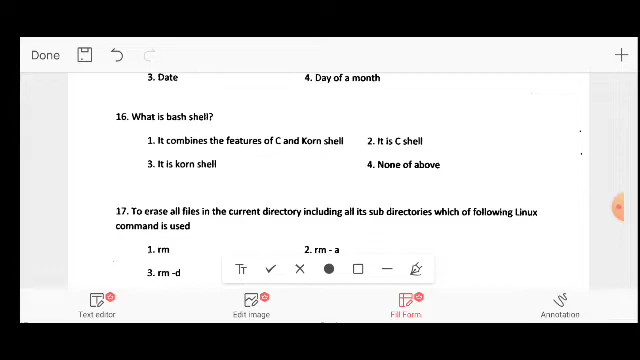 Done
3. Date 4. Day of a month
16. What is bash shell?
1. It combines the features of C and Korn shell 2. It is C shell
3. It is korn shell 4. None of above
17. To erase all files in the current directory including all its sub directories which of following Linux
command is used
1. rm 2. rm - a
3. rm -d
TT
Text editor Edit image Fill Form Annotation